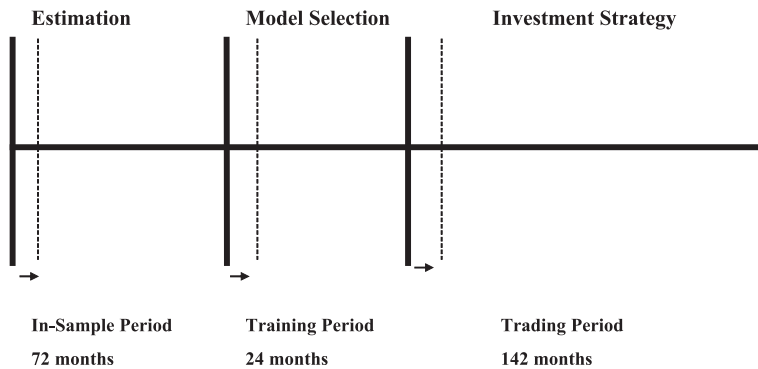 Estimation
Model Selection
Investment Strategy
In-Sample Period
72 months
Training Period
24 months
Trading Period
142 months